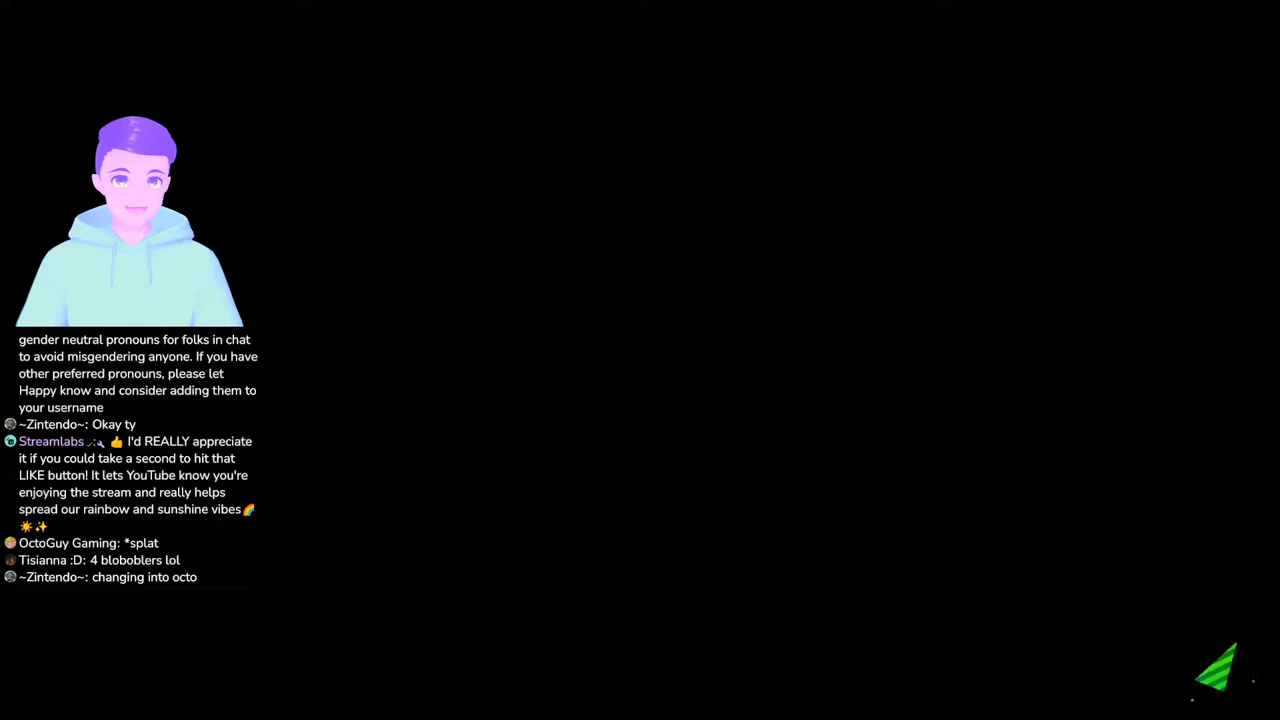 gender neutral pronouns for folks in chat
to avoid misgendering anyone. If you have
other preferred pronouns, please let
Happy know and consider adding them to
your username
~Zintendo~: Okay ty
Streamlabs 👍 I'd REALLY appreciate
it if you could take a second to hit that
LIKE button! It lets YouTube know you're
enjoying the stream and really helps
spread our rainbow and sunshine vibes🌈
☀️✨
OctoGuy Gaming: *splat
Tisianna :D: 4 bloboblers lol
~Zintendo~: changing into octo